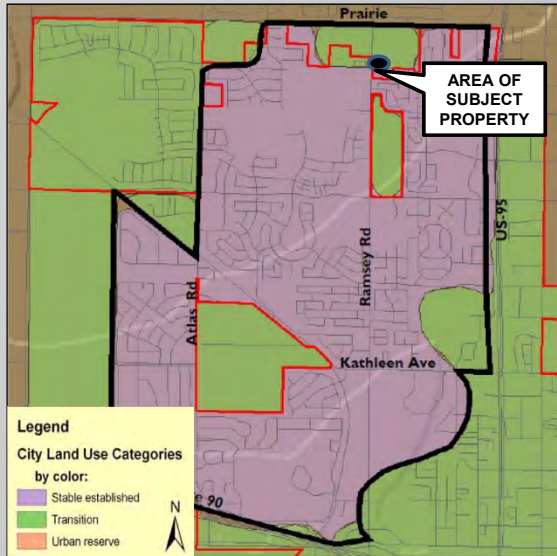 Prairie
AREA OF
SUBJECT
PROPERTY
US-95
Ramsey Rd
Atlas Rd
Kathleen Ave
Legend
City Land Use Categories
by color:
Stable established
Transition
Urban reserve
N
90